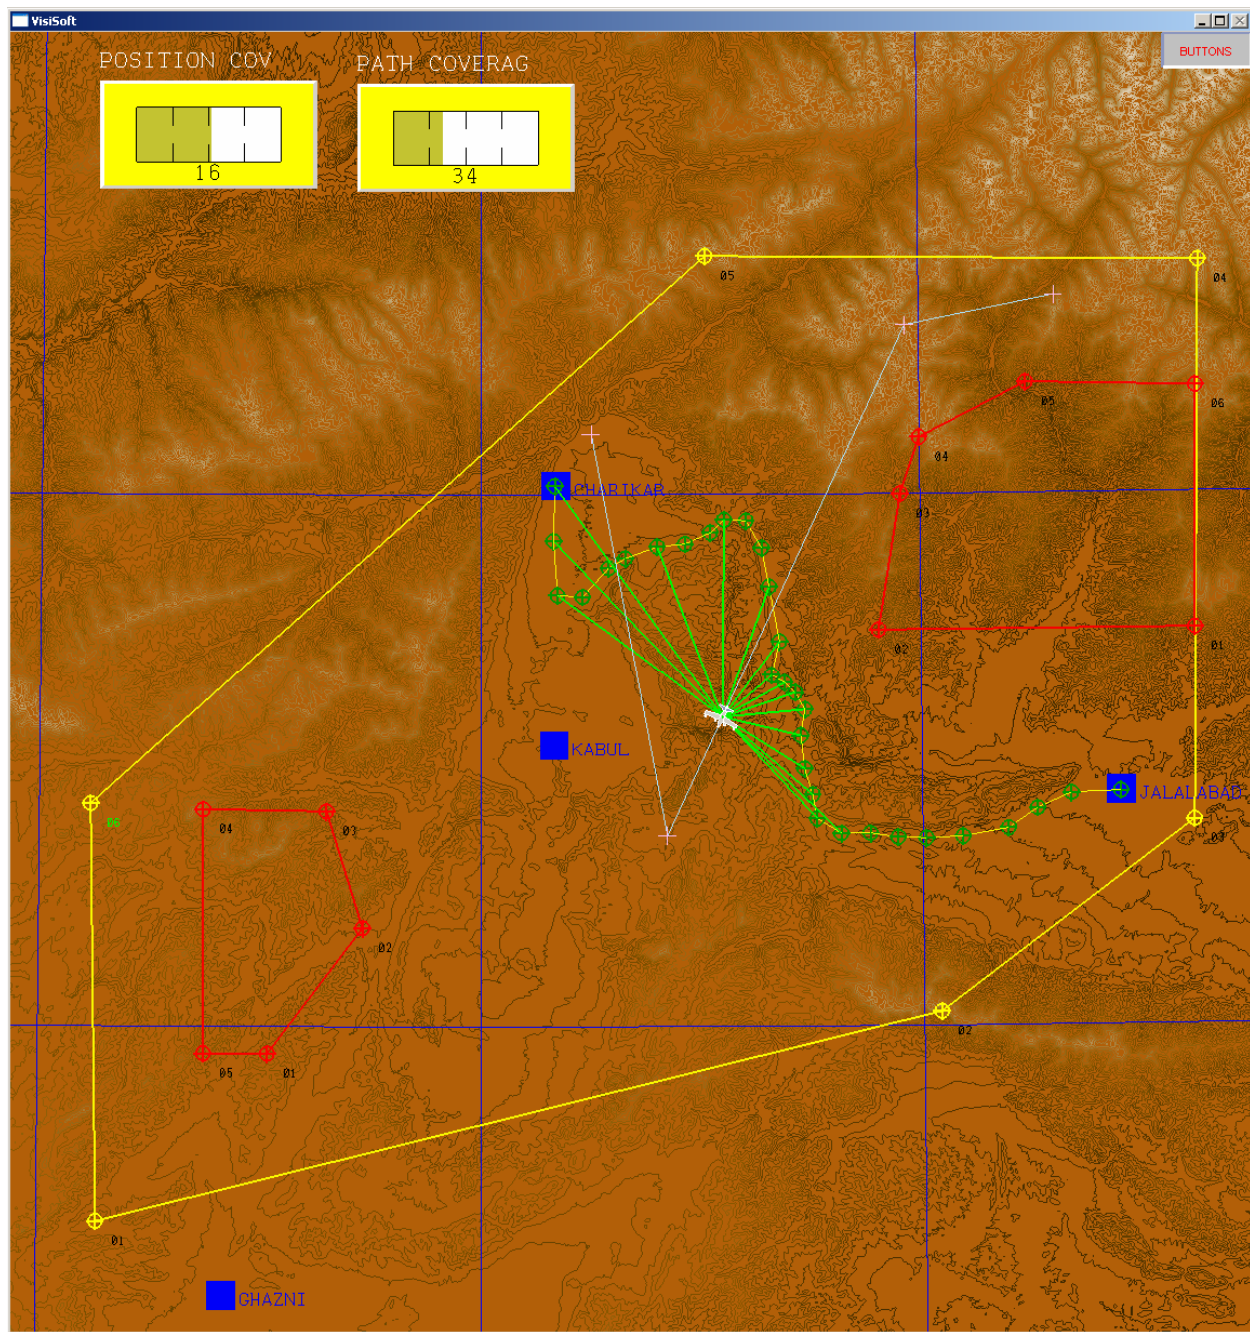 VisiSoft
BUTTONS
POSITION COV
PATH COVERAG
16
34
05
04
05
06
04
CHARIKAR
03
02
01
KABUL
JALALABAD
04
03
06
03
02
02
05
01
01
GHAZNI